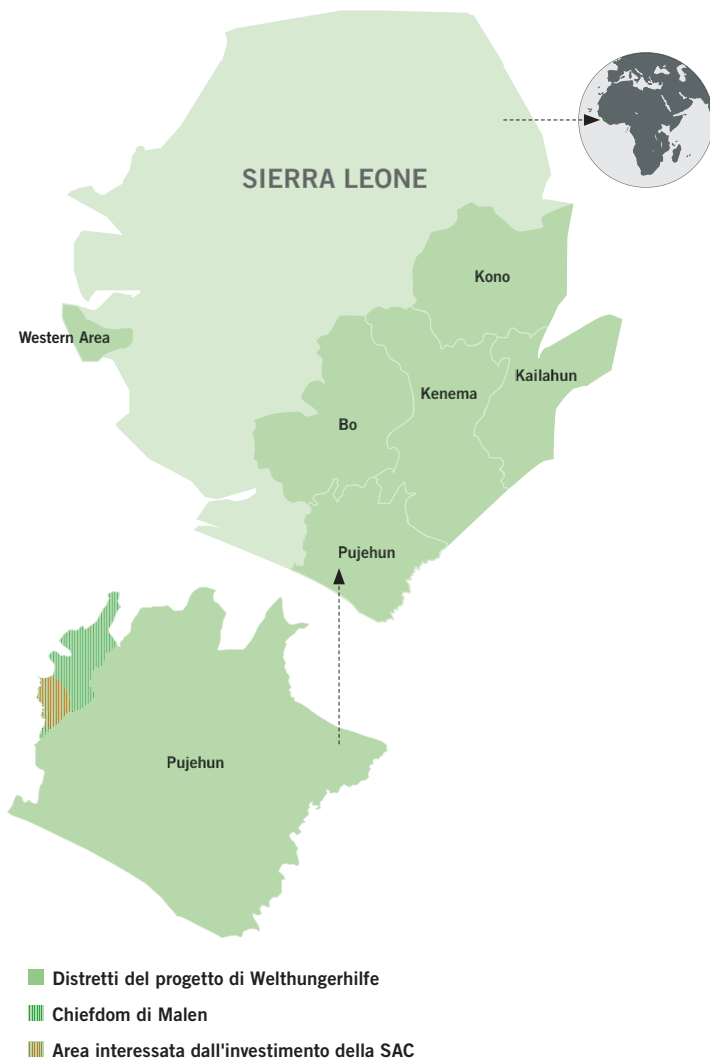 SIERRA LEONE
Kono
Western Area
Kailahun
Kenema
Bo
Pujehun
Pujehun
Distretti del progetto di Welthungerhilfe
Chiefdom di Malen
Area interessata dall'investimento della SAC